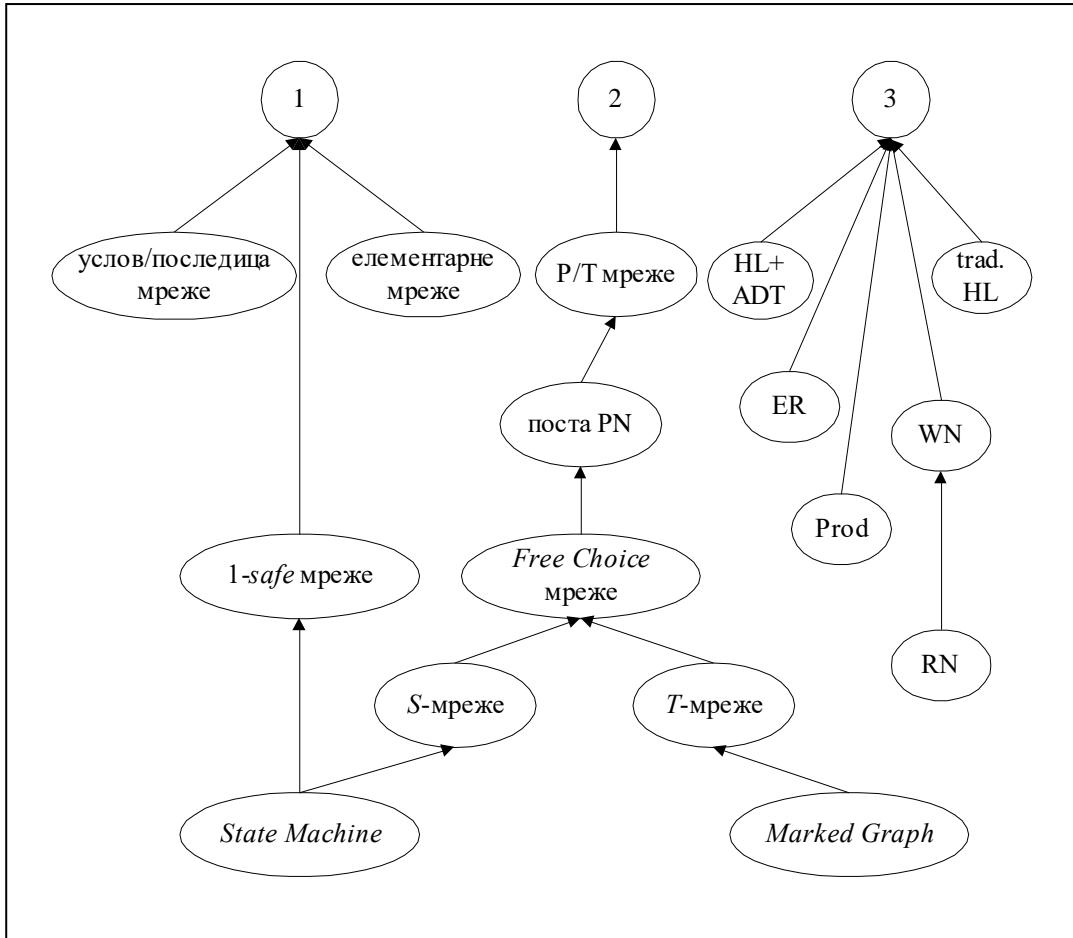 1
2
3
услов/последица
мреже
елементарне
мреже
P/T мреже
HL+
ADT
trad.
HL
ER
поста PN
WN
Prod
1-safe мреже
Free Choice
мреже
RN
S-мреже
T-мреже
State Machine
Marked Graph